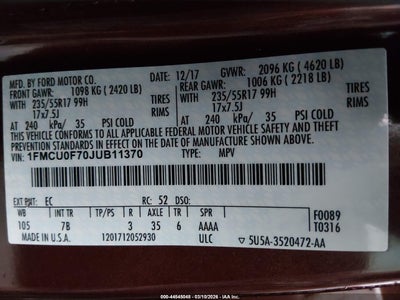 MFD. BY FORD MOTOR CO. 12/17 GVWR: 2096 KG ( 4620 LB)
FRONT GAWR: 1098 KG ( 2420 LB) REAR GAWR: 1006 KG ( 2218 LB)
WITH 235/55R17 99H TIRES WITH 235/55R17 99H TIRES
17x7.5J RIMS 17x7.5J RIMS
AT 240 kPa/ 35 PSI COLD AT 240 kPa/ 35 PSI COLD
THIS VEHICLE CONFORMS TO ALL APPLICABLE FEDERAL MOTOR VEHICLE SAFETY AND THEFT
PREVENTION STANDARDS IN EFFECT ON THE DATE OF MANUFACTURE SHOWN ABOVE.
VIN: 1FMCU0F70JUB11370 TYPE: MPV
EXT PNT: EC RC: 52 DSO: F0089
WB TR TP/PS R AXLE TR SPR T0316
105 7B 3 35 6 AAAA
MADE IN U.S.A. 1201712052930 ULC 5U5A-3520472-AA
000-44545048 - 03/10/2026 - IAAI